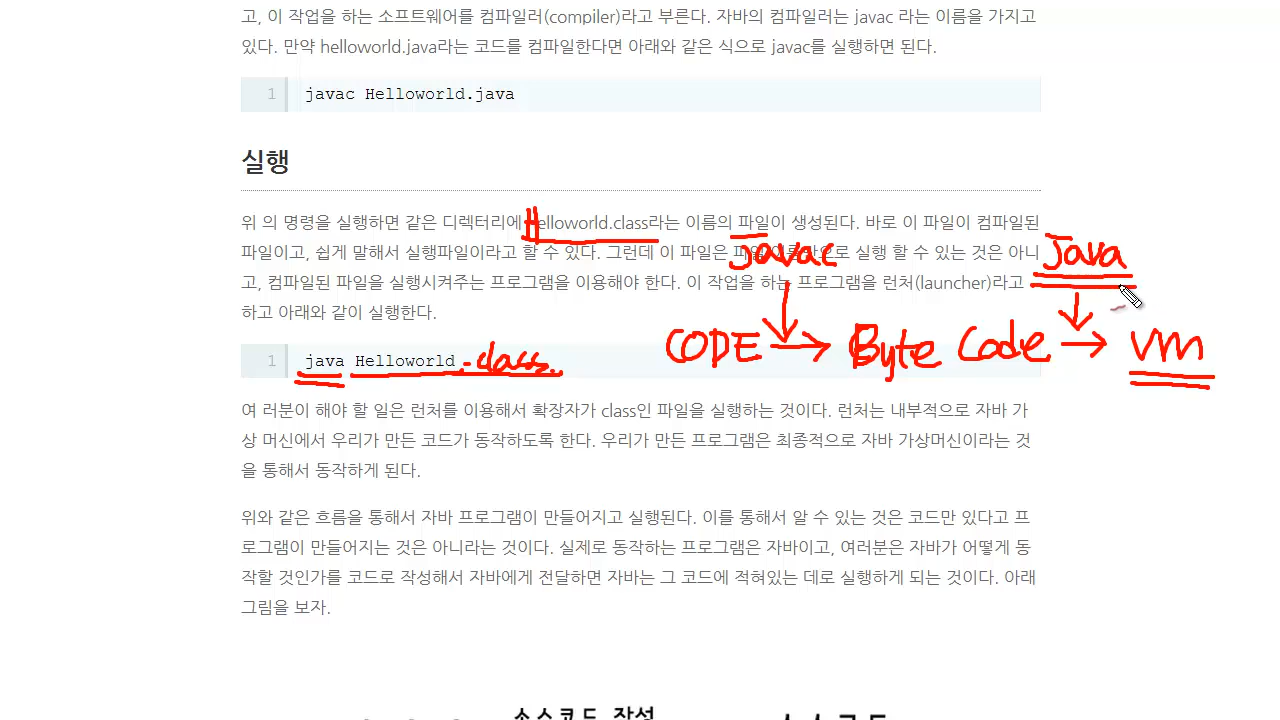 고, 이 작업을 하는 소프트웨어를 컴파일러(compiler)라고 부른다. 자바의 컴파일러는 javac 라는 이름을 가지고
있다. 만약 helloworld.java라는 코드를 컴파일한다면 아래와 같은 식으로 javac를 실행하면 된다.
1 javac Helloworld.java
실행
위 의 명령을 실행하면 같은 디렉터리에 Helloworld.class라는 이름의 파일이 생성된다. 바로 이 파일이 컴파일된
파일이고, 쉽게 말해서 실행파일이라고 할 수 있다. 그런데 이 파일은 파일 이름만으로 실행 할 수 있는 것은 아니
javac
java
고, 컴파일된 파일을 실행시켜주는 프로그램을 이용해야 한다. 이 작업을 하는 프로그램을 런처(launcher)라고
하고 아래와 같이 실행한다.
CODE → Byte Code → VM
1 java Helloworld .class
여 러분이 해야 할 일은 런처를 이용해서 확장자가 class인 파일을 실행하는 것이다. 런처는 내부적으로 자바 가
상 머신에서 우리가 만든 코드가 동작하도록 한다. 우리가 만든 프로그램은 최종적으로 자바 가상머신이라는 것
을 통해서 동작하게 된다.
위와 같은 흐름을 통해서 자바 프로그램이 만들어지고 실행된다. 이를 통해서 알 수 있는 것은 코드만 있다고 프
로그램이 만들어지는 것은 아니라는 것이다. 실제로 동작하는 프로그램은 자바이고, 여러분은 자바가 어떻게 동
작할 것인가를 코드로 작성해서 자바에게 전달하면 자바는 그 코드에 적혀있는 데로 실행하게 되는 것이다. 아래
그림을 보자.
소스코드 작성